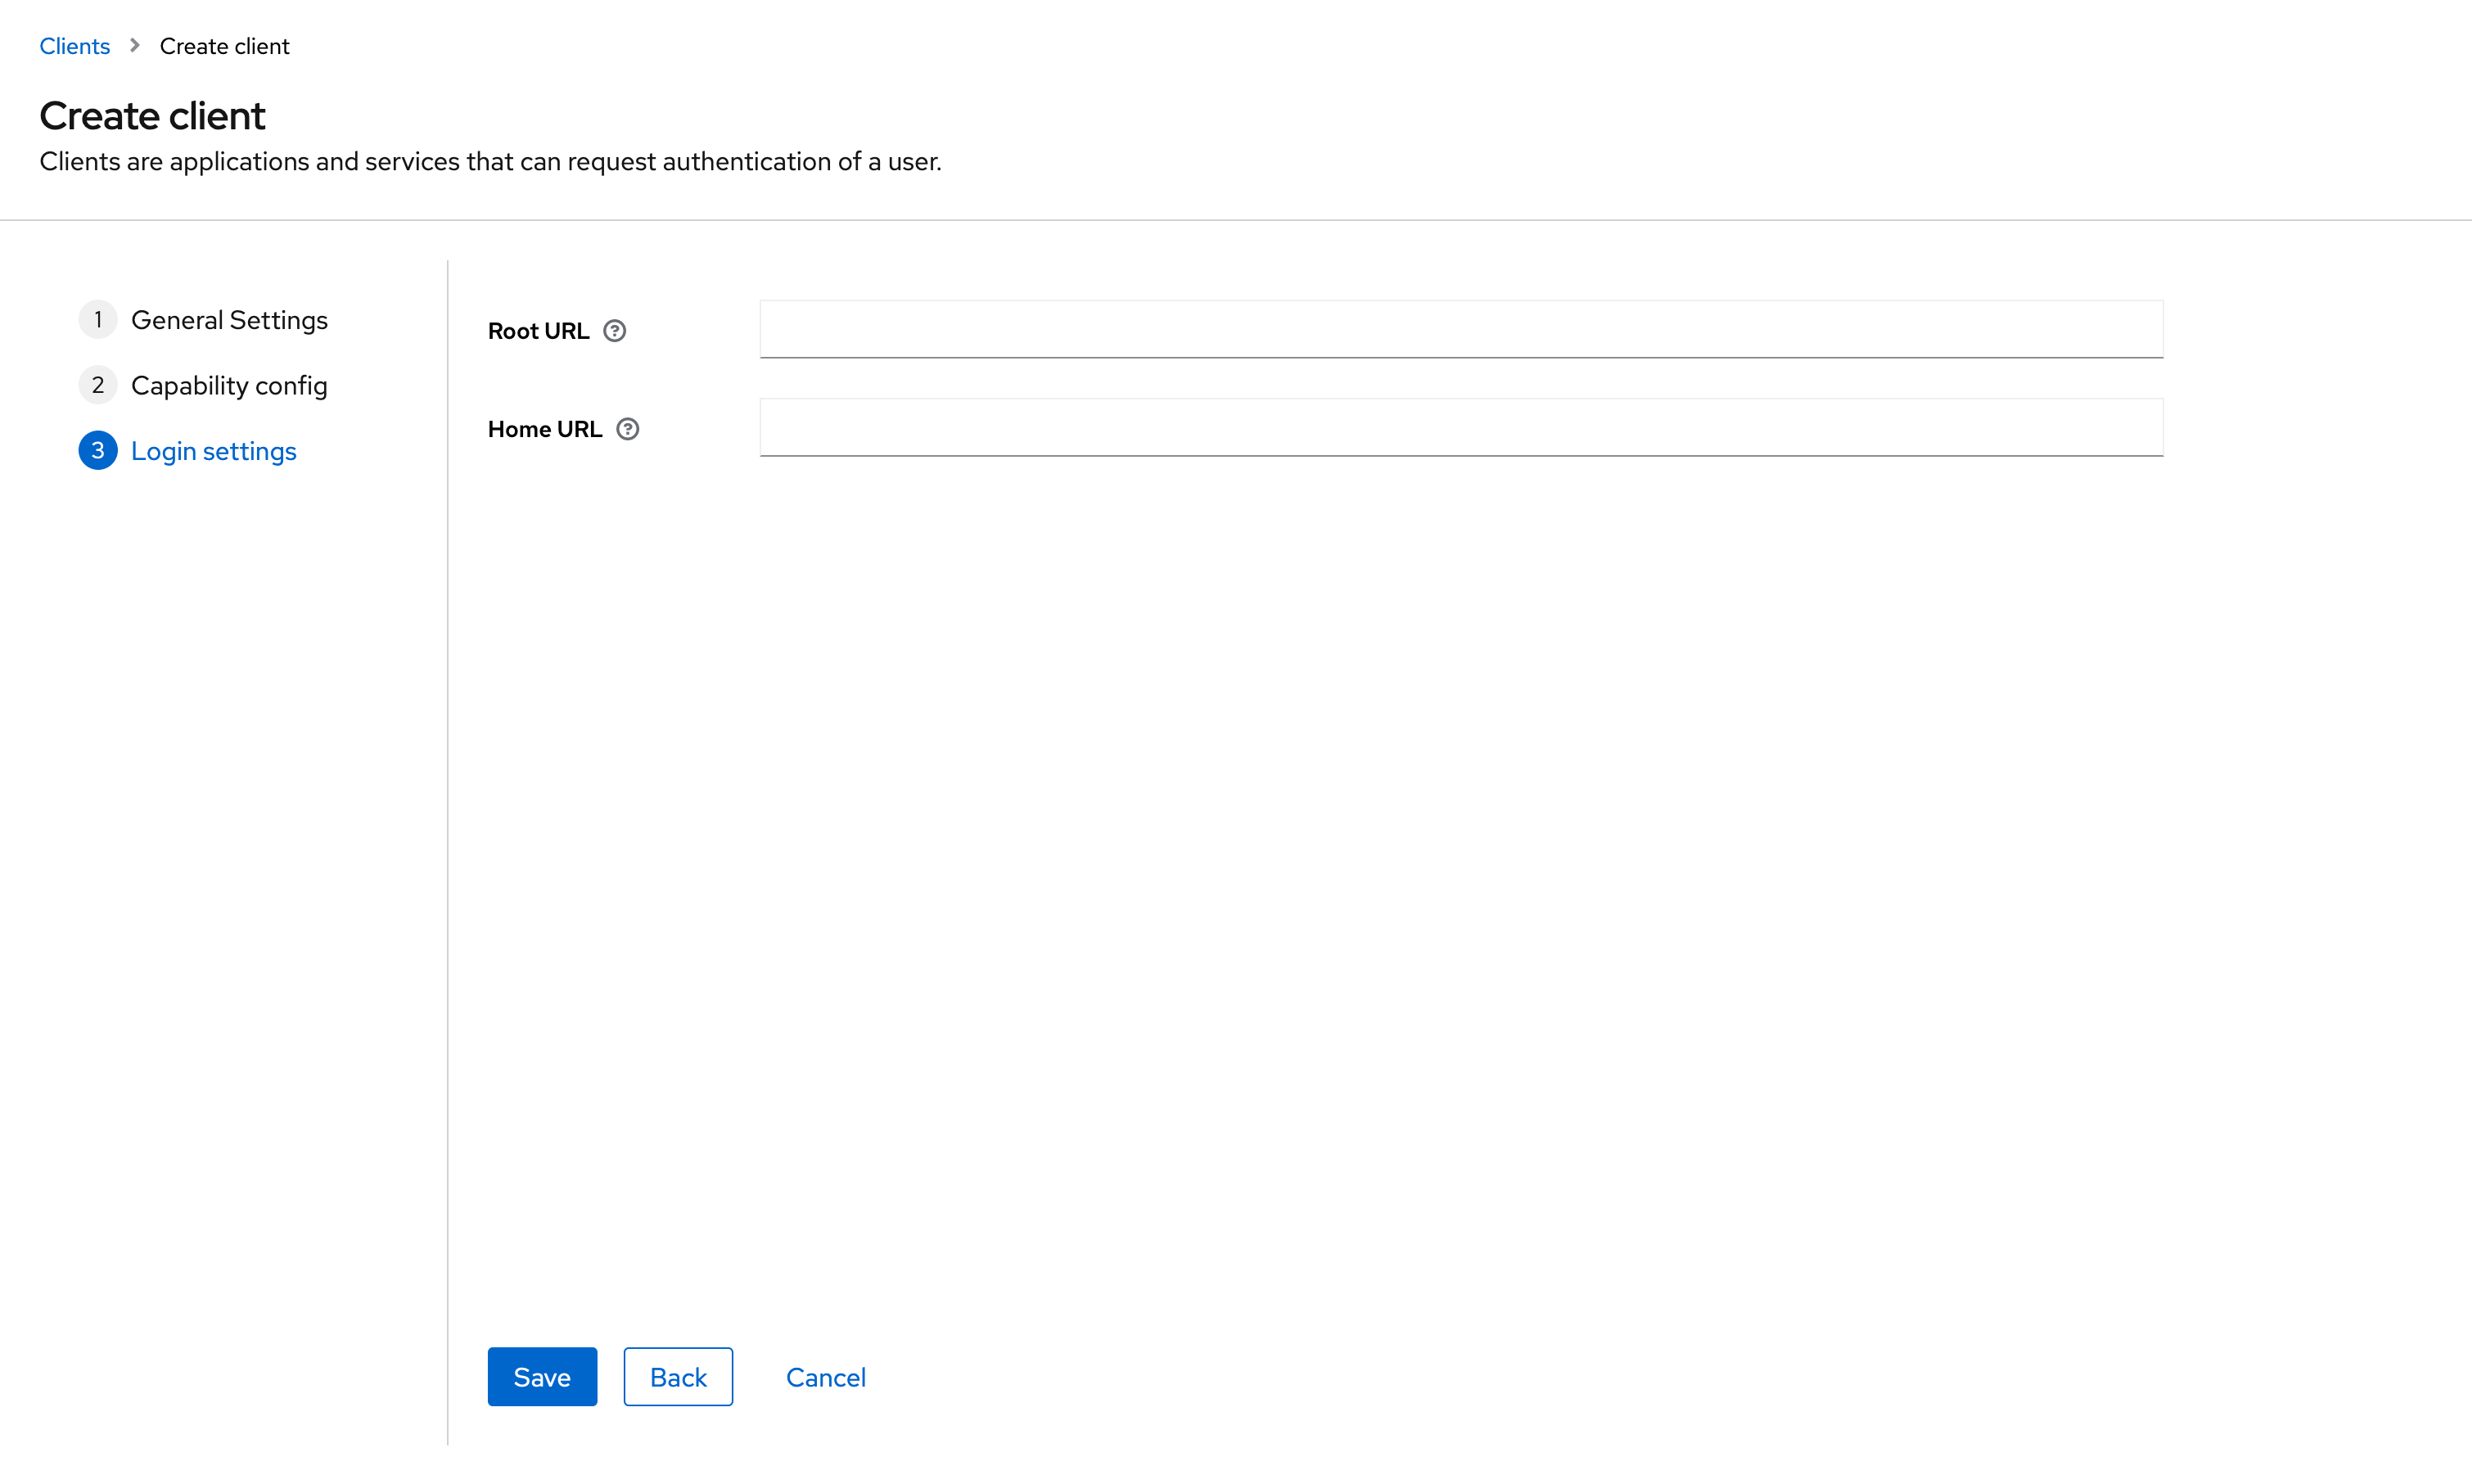 Clients > Create client
Create client
Clients are applications and services that can request authentication of a user.
1 General Settings
2 Capability config
3 Login settings
Root URL ?
Home URL ?
Save Back Cancel